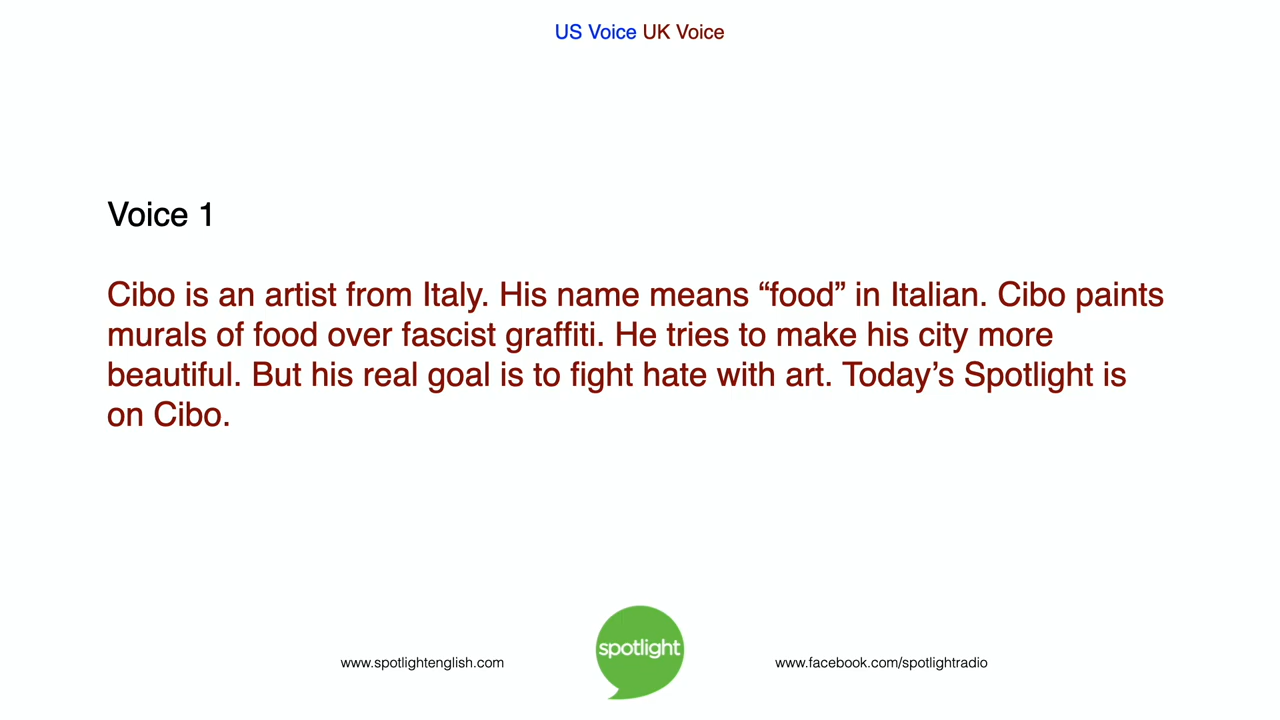 US Voice UK Voice
Voice 1
Cibo is an artist from Italy. His name means “food” in Italian. Cibo paints
murals of food over fascist graffiti. He tries to make his city more
beautiful. But his real goal is to fight hate with art. Today’s Spotlight is
on Cibo.
www.spotlightenglish.com
spotlight
www.facebook.com/spotlightradio